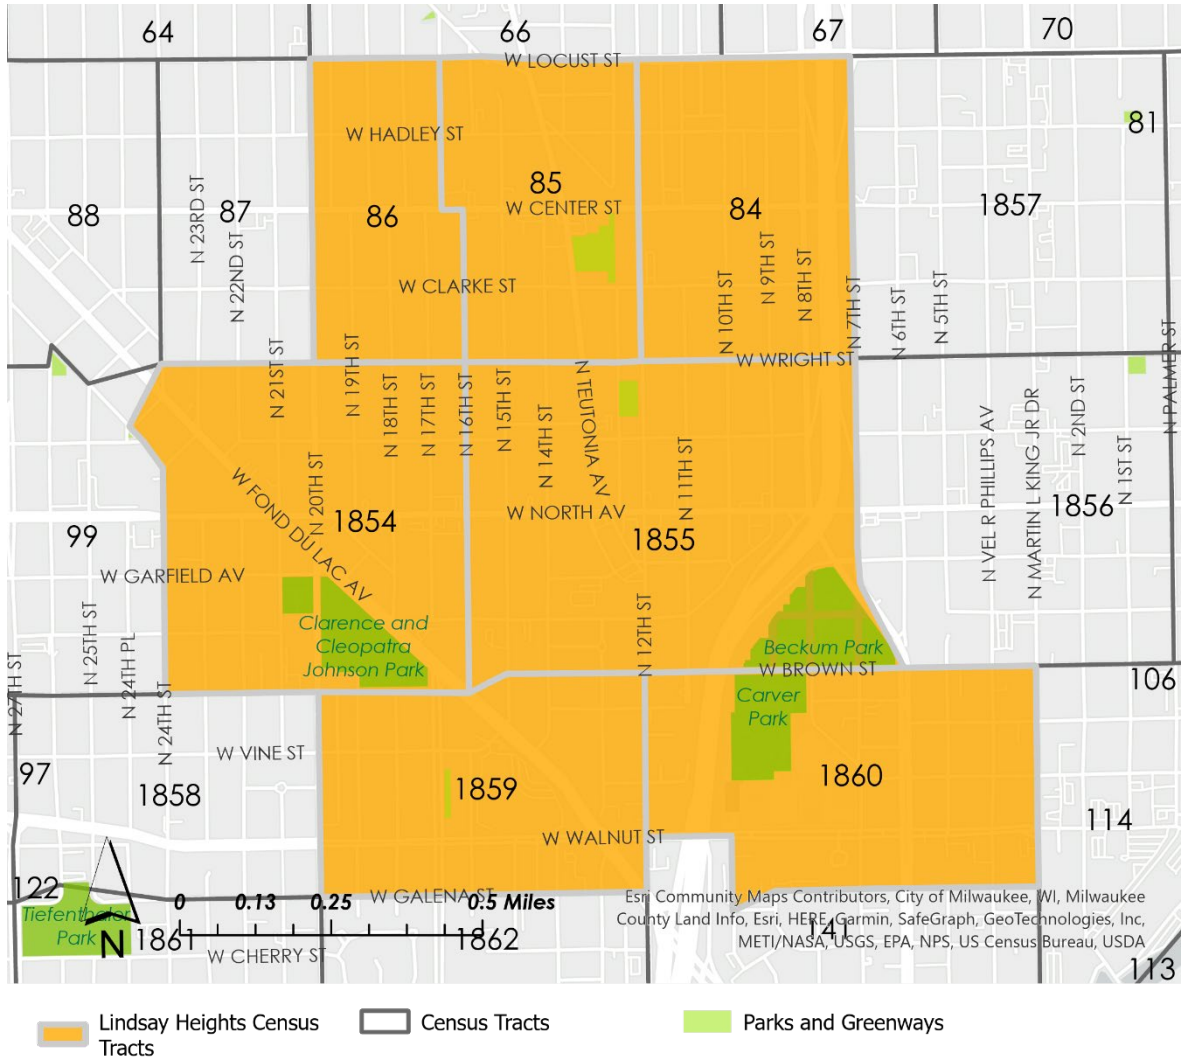 64
66
67
70
W LOCUST ST
81
W HADLEY ST
85
88
N 23RD ST
87
86
W CENTER ST
84
1857
N 22ND ST
W CLARKE ST
N 10TH ST
N 9TH ST
N 8TH ST
N 7TH ST
N 6TH ST
N 5TH ST
W WRIGHT ST
N PALMER ST
N 21ST ST
N 19TH ST
N 18TH ST
N 17TH ST
N 16TH ST
N 15TH ST
N 14TH ST
N TEUTONIA AV
N 11TH ST
N VEL R PHILLIPS AV
N MARTIN L KING JR DR
N 2ND ST
N 1ST ST
W FOND DU LAC AV
N 20TH ST
1854
W NORTH AV
1855
1856
99
W GARFIELD AV
N 25TH ST
N 24TH PL
N 27TH ST
N 24TH ST
Clarence and
Cleopatra
Johnson Park
N 12TH ST
Beckum Park
W BROWN ST
106
Carver
Park
W VINE ST
97
1858
1859
1860
114
W WALNUT ST
122
Tiefenthaler
Park
N
W GALENA ST
0 0.13 0.25 0.5 Miles
1861
1862
W CHERRY ST
141
113
Esri Community Maps Contributors, City of Milwaukee, WI, Milwaukee
County Land Info, Esri, HERE, Garmin, SafeGraph, GeoTechnologies, Inc,
METI/NASA, USGS, EPA, NPS, US Census Bureau, USDA
Lindsay Heights Census
Tracts
Census Tracts
Parks and Greenways